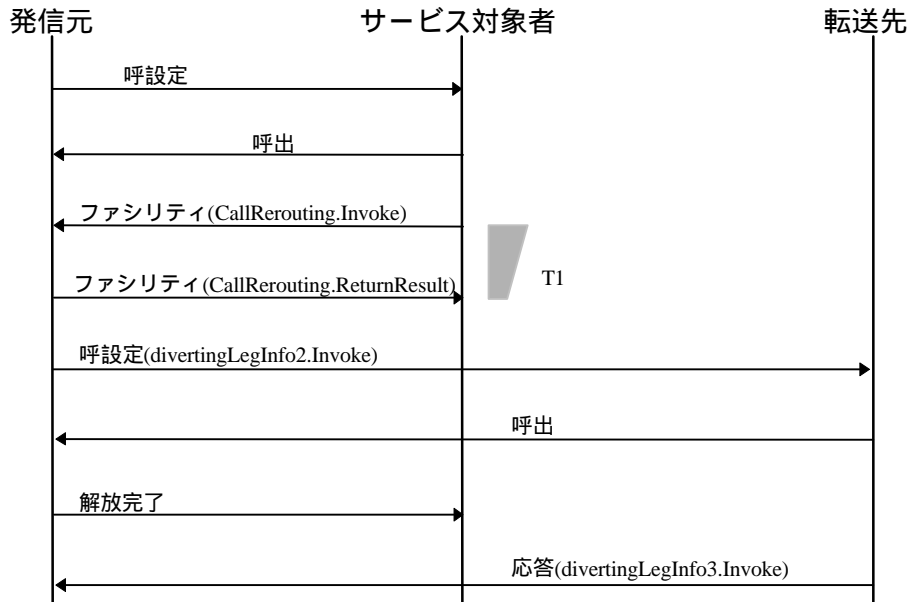 発信元
サービス対象者
転送先
呼設定
呼出
ファシリティ(CallRerouting.Invoke)
T1
ファシリティ(CallRerouting.ReturnResult)
呼設定(divertingLegInfo2.Invoke)
呼出
解放完了
応答(divertingLegInfo3.Invoke)